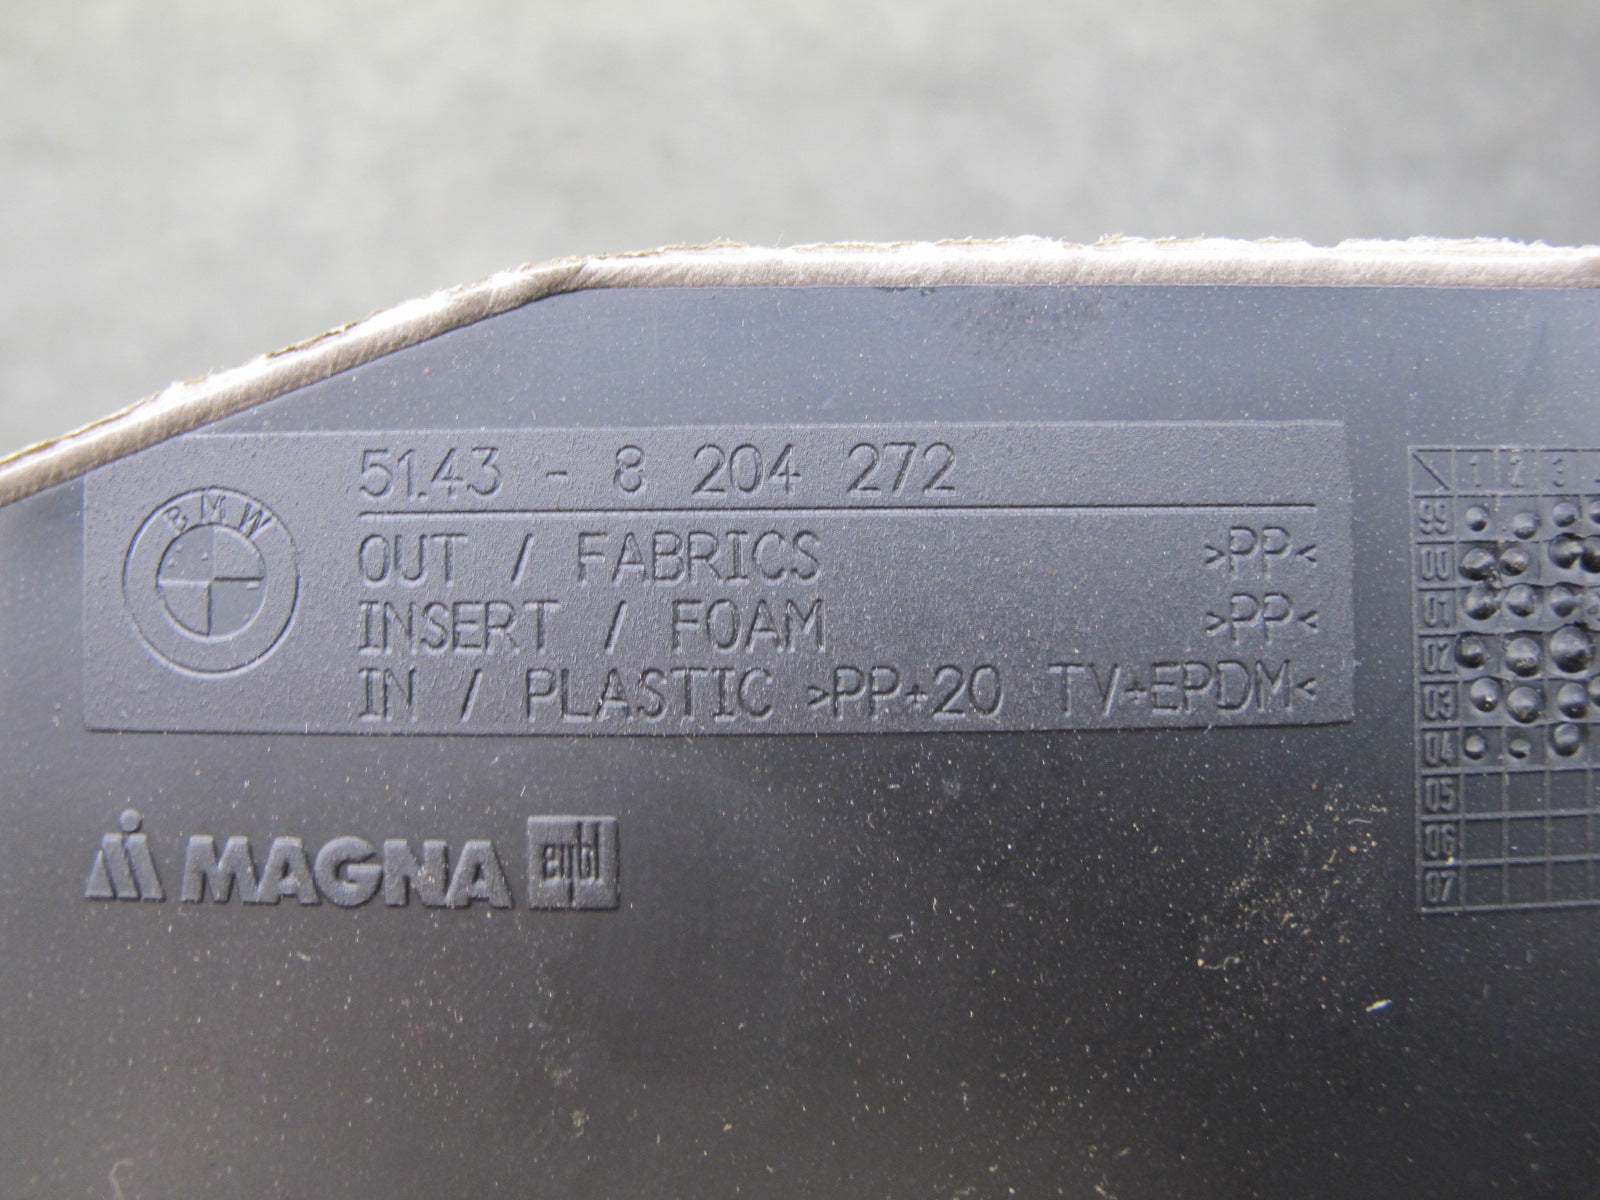 51.43 - 8 204 272
BMW
OUT / FABRICS >PP<
INSERT / FOAM >PP<
IN / PLASTIC >PP+20 TV+EPDM<
MAGNA eybl
1 2 3
99
00
01
02
03
04
05
06
07